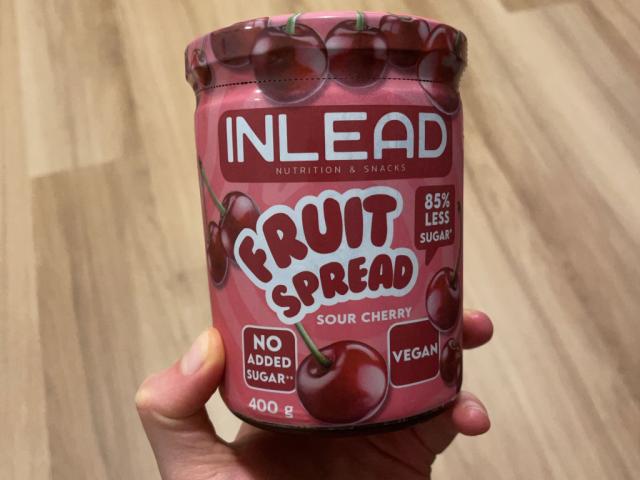 INLEAD
NUTRITION & SNACKS
85%
LESS
SUGAR*
FRUIT
SPREAD
SOUR CHERRY
NO
ADDED
SUGAR**
VEGAN
400 g